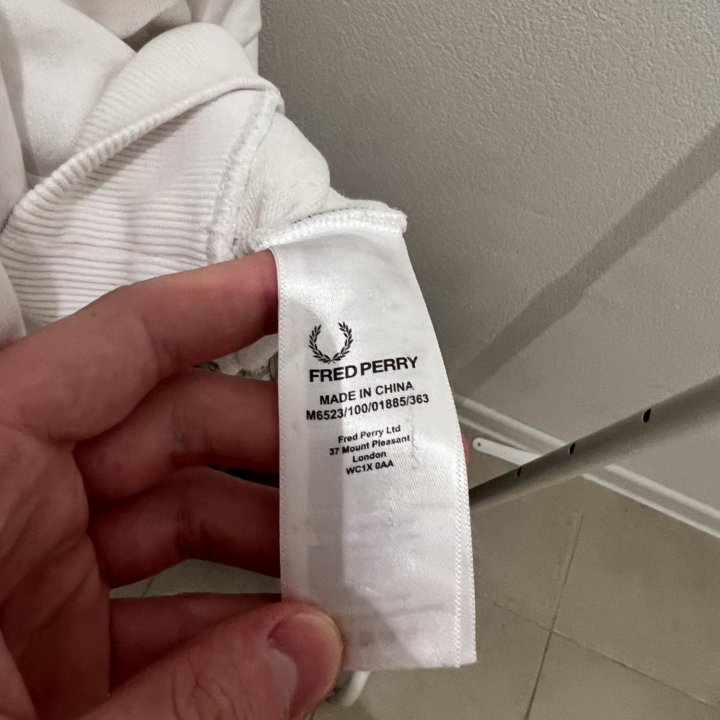 FRED PERRY
MADE IN CHINA
M6523/100/01885/363
Fred Perry Ltd
37 Mount Pleasant
London
WC1X 0AA